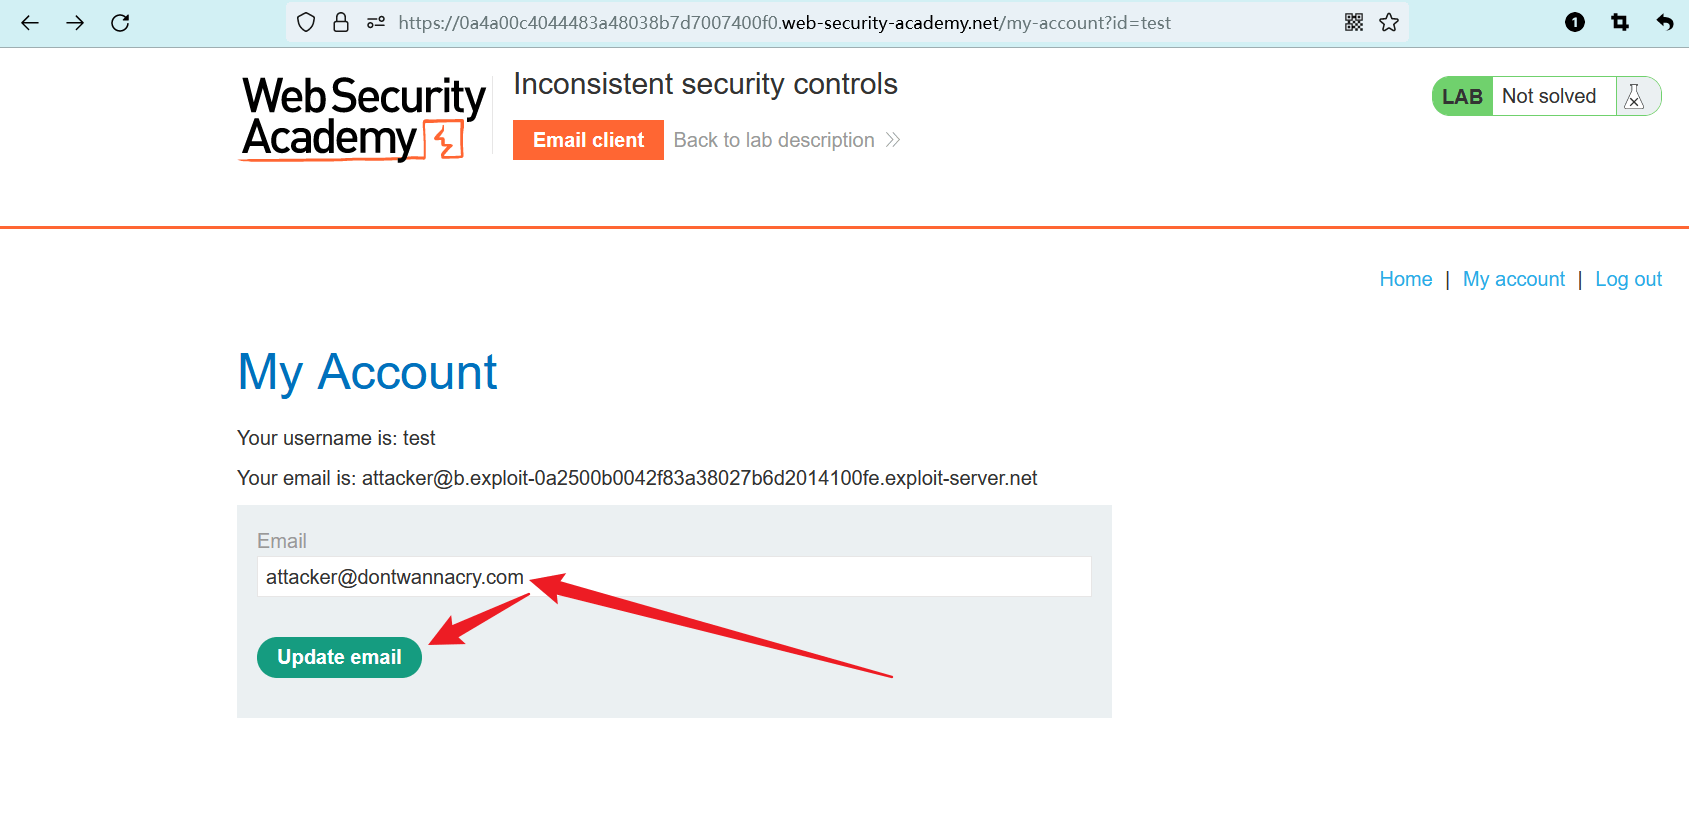 https://0a4a00c4044483a48038b7d7007400f0.web-security-academy.net/my-account?id=test
1
Web Security
Academy
Inconsistent security controls
Email client Back to lab description
LAB Not solved
Home | My account | Log out
My Account
Your username is: test
Your email is: attacker@b.exploit-0a2500b0042f83a38027b6d2014100fe.exploit-server.net
Email
attacker@dontwannacry.com
Update email